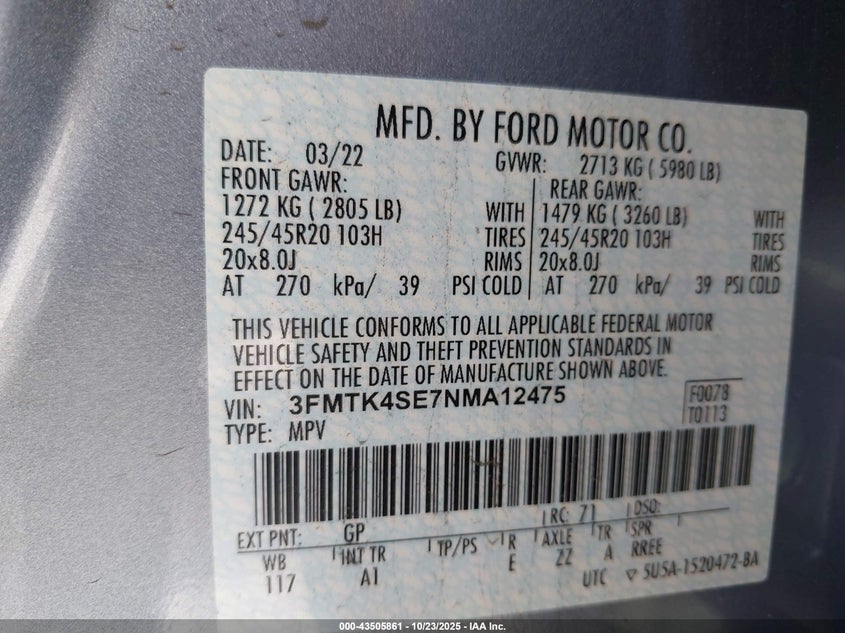 MFD. BY FORD MOTOR CO.
DATE: 03/22 GVWR: 2713 KG ( 5980 LB)
FRONT GAWR: REAR GAWR:
1272 KG ( 2805 LB) WITH 1479 KG ( 3260 LB) WITH
245/45R20 103H TIRES 245/45R20 103H TIRES
20x8.0J RIMS 20x8.0J RIMS
AT 270 kPa/ 39 PSI COLD AT 270 kPa/ 39 PSI COLD
THIS VEHICLE CONFORMS TO ALL APPLICABLE FEDERAL MOTOR
VEHICLE SAFETY AND THEFT PREVENTION STANDARDS IN
EFFECT ON THE DATE OF MANUFACTURE SHOWN ABOVE.
VIN: 3FMTK4SE7NMA12475 F0078
TYPE: MPV T0113
EXT PNT: GP RC: 71 DSO:
WB INT TR TP/PS R AXLE TR SPR
117 A1 E ZZ A RREE
UTC ▽ 5U5A-1520472-BA
000-43505861 - 10/23/2025 - IAA Inc.